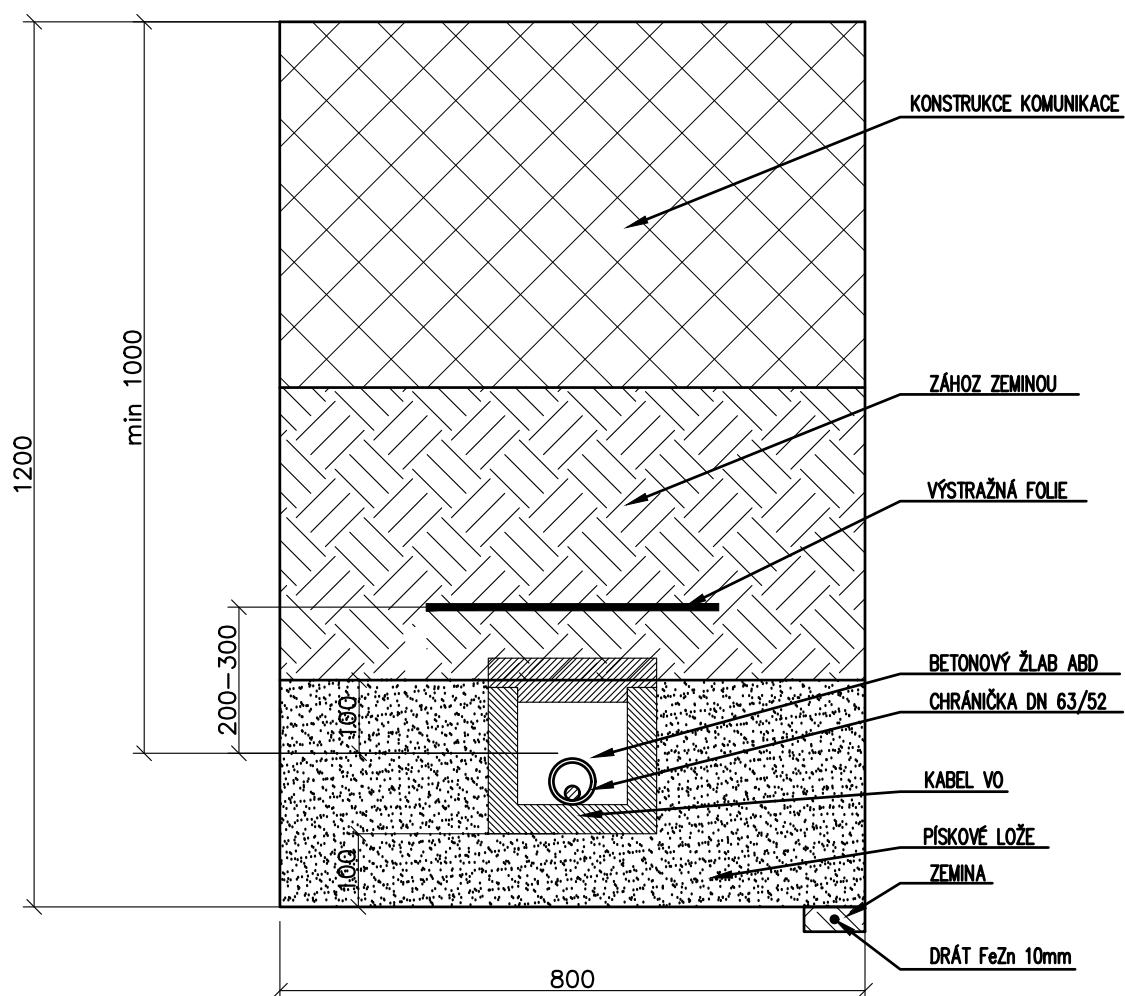 KONSTRUKCE KOMUNIKACE
ZÁHOZ ZEMINOU
VÝSTRAŽNÁ FOLIE
BETONOVÝ ŽLAB ABD
CHRÁNIČKA DN 63/52
KABEL VO
PÍSKOVÉ LOŽE
ZEMINA
DRÁT FeZn 10mm
1200
min 1000
200-300
100
100
800